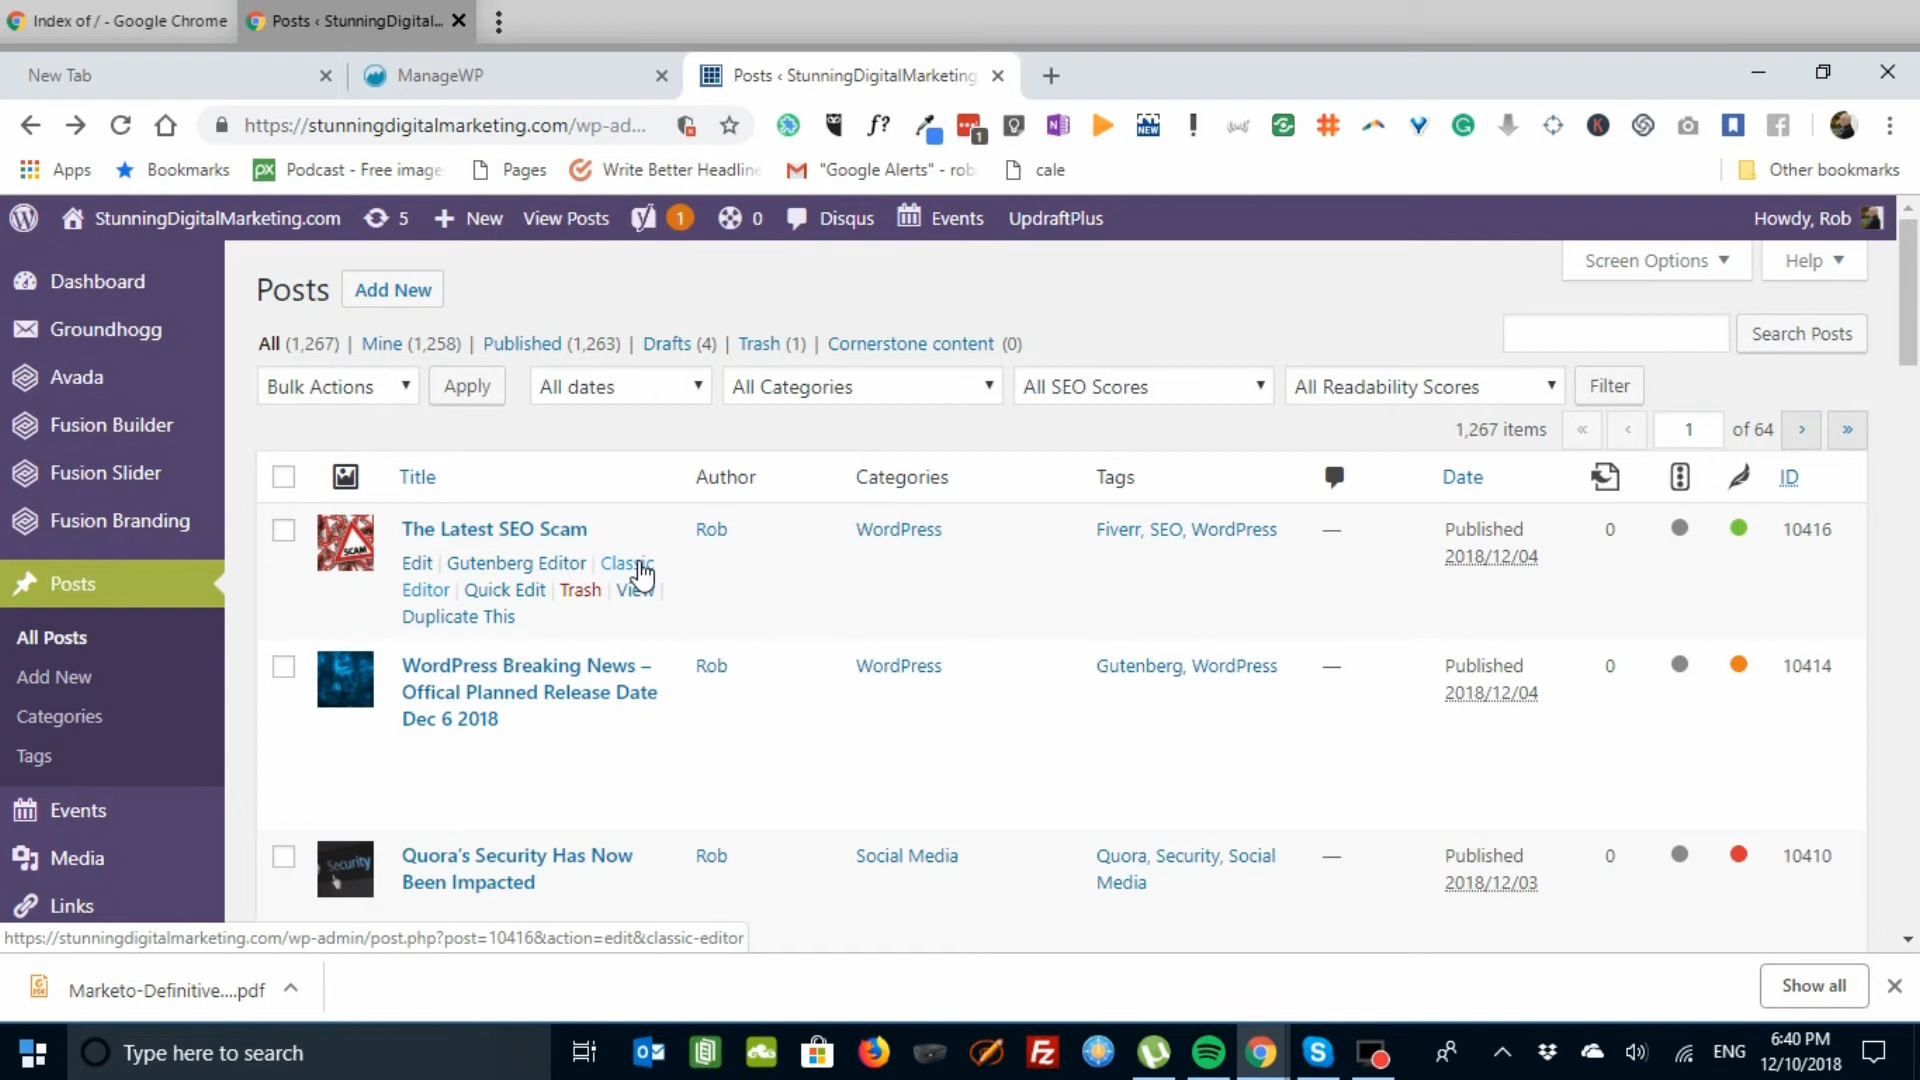 Index of / - Google Chrome
Posts ‹ StunningDigital...
New Tab
ManageWP
Posts ‹ StunningDigitalMarketing
https://stunningdigitalmarketing.com/wp-ad...
f?
1
NEW
Apps
Bookmarks
px Podcast - Free image
Pages
Write Better Headline
"Google Alerts" - rob
cale
Other bookmarks
StunningDigitalMarketing.com
5
New
View Posts
1
0
Disqus
Events
UpdraftPlus
Howdy, Rob
Dashboard
Groundhogg
Avada
Fusion Builder
Fusion Slider
Fusion Branding
Posts
All Posts
Add New
Categories
Tags
Events
Media
Links
Posts
Add New
Screen Options
Help
All (1,267) | Mine (1,258) | Published (1,263) | Drafts (4) | Trash (1) | Cornerstone content (0)
Search Posts
Bulk Actions
Apply
All dates
All Categories
All SEO Scores
All Readability Scores
Filter
1,267 items « ‹ 1 of 64 › »
Title Author Categories Tags Date ID
The Latest SEO Scam
Edit | Gutenberg Editor | Classic
Editor | Quick Edit | Trash | View |
Duplicate This
SCAM
Rob
WordPress
Fiverr, SEO, WordPress
—
Published
2018/12/04
0
10416
WordPress Breaking News –
Offical Planned Release Date
Dec 6 2018
Rob
WordPress
Gutenberg, WordPress
—
Published
2018/12/04
0
10414
Security
Quora's Security Has Now
Been Impacted
Rob
Social Media
Quora, Security, Social
Media
—
Published
2018/12/03
0
10410
https://stunningdigitalmarketing.com/wp-admin/post.php?post=10416&action=edit&classic-editor
Marketo-Definitive....pdf
Show all
Type here to search
ENG
6:40 PM
12/10/2018